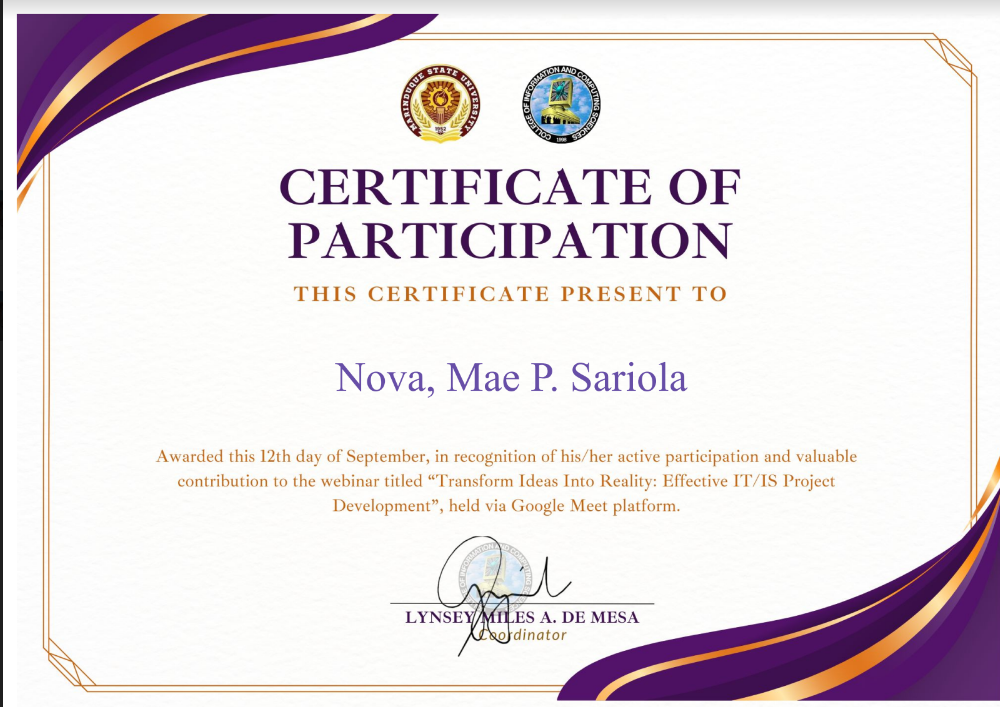 MARINDUQUE STATE UNIVERSITY
1952
COLLEGE OF INFORMATION AND COMPUTING SCIENCES
1998
CERTIFICATE OF
PARTICIPATION
THIS CERTIFICATE PRESENT TO
Nova, Mae P. Sariola
Awarded this 12th day of September, in recognition of his/her active participation and valuable
contribution to the webinar titled “Transform Ideas Into Reality: Effective IT/IS Project
Development”, held via Google Meet platform.
LYNSEY MILES A. DE MESA
Coordinator